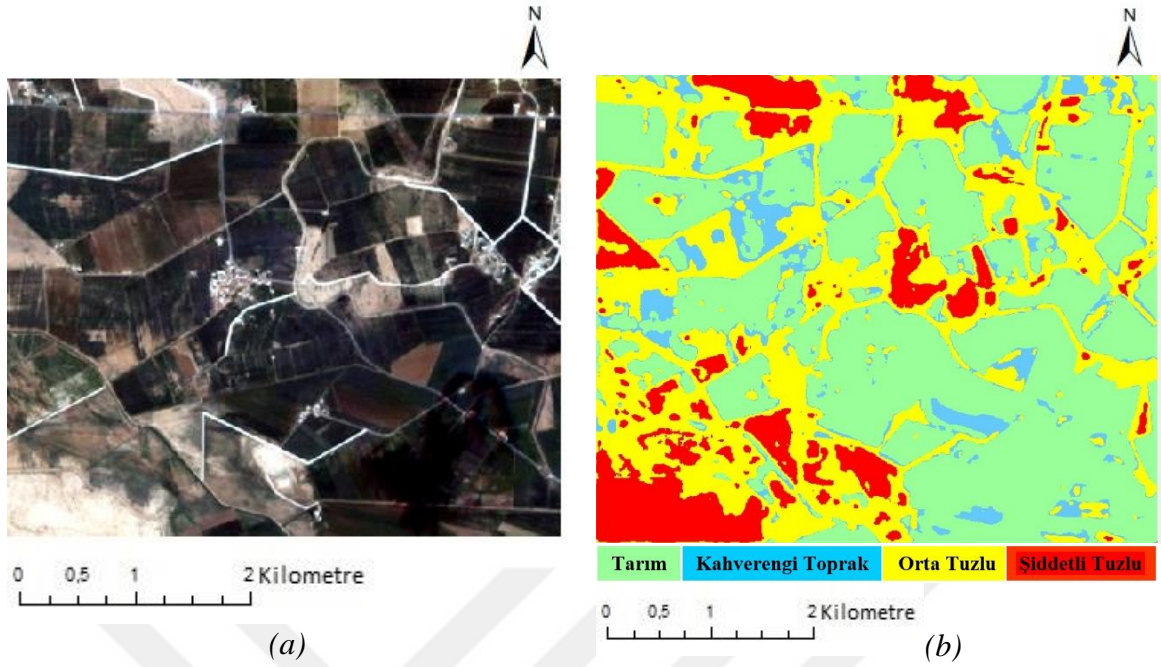 N
N
Tarım Kahverengi Toprak Orta Tuzlu Şiddetli Tuzlu
0 0,5 1 2 Kilometre
0 0,5 1 2 Kilometre
(a)
(b)